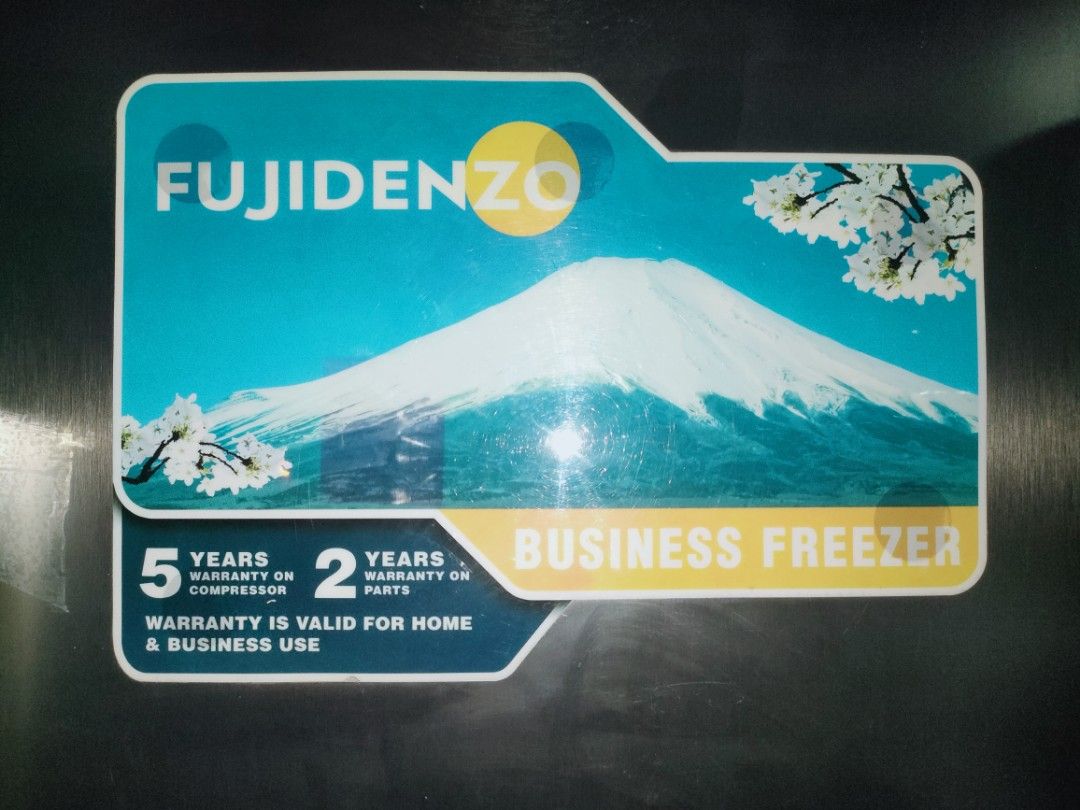 FUJIDENZO
BUSINESS FREEZER
5 YEARS
WARRANTY ON
COMPRESSOR
2 YEARS
WARRANTY ON
PARTS
WARRANTY IS VALID FOR HOME
& BUSINESS USE